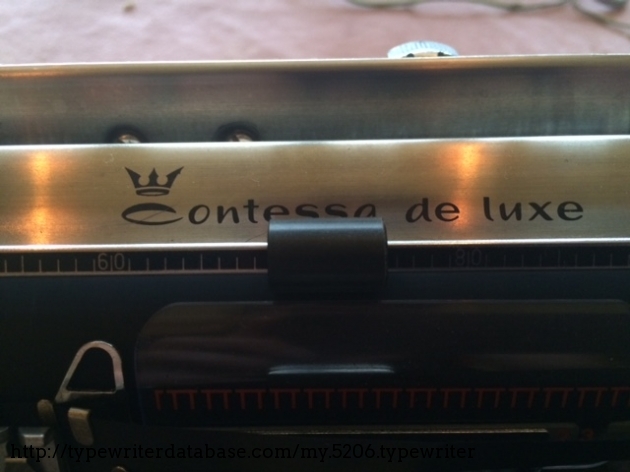 Contessa de luxe
60 80
http://typewriterdatabase.com/my.5206.typewriter